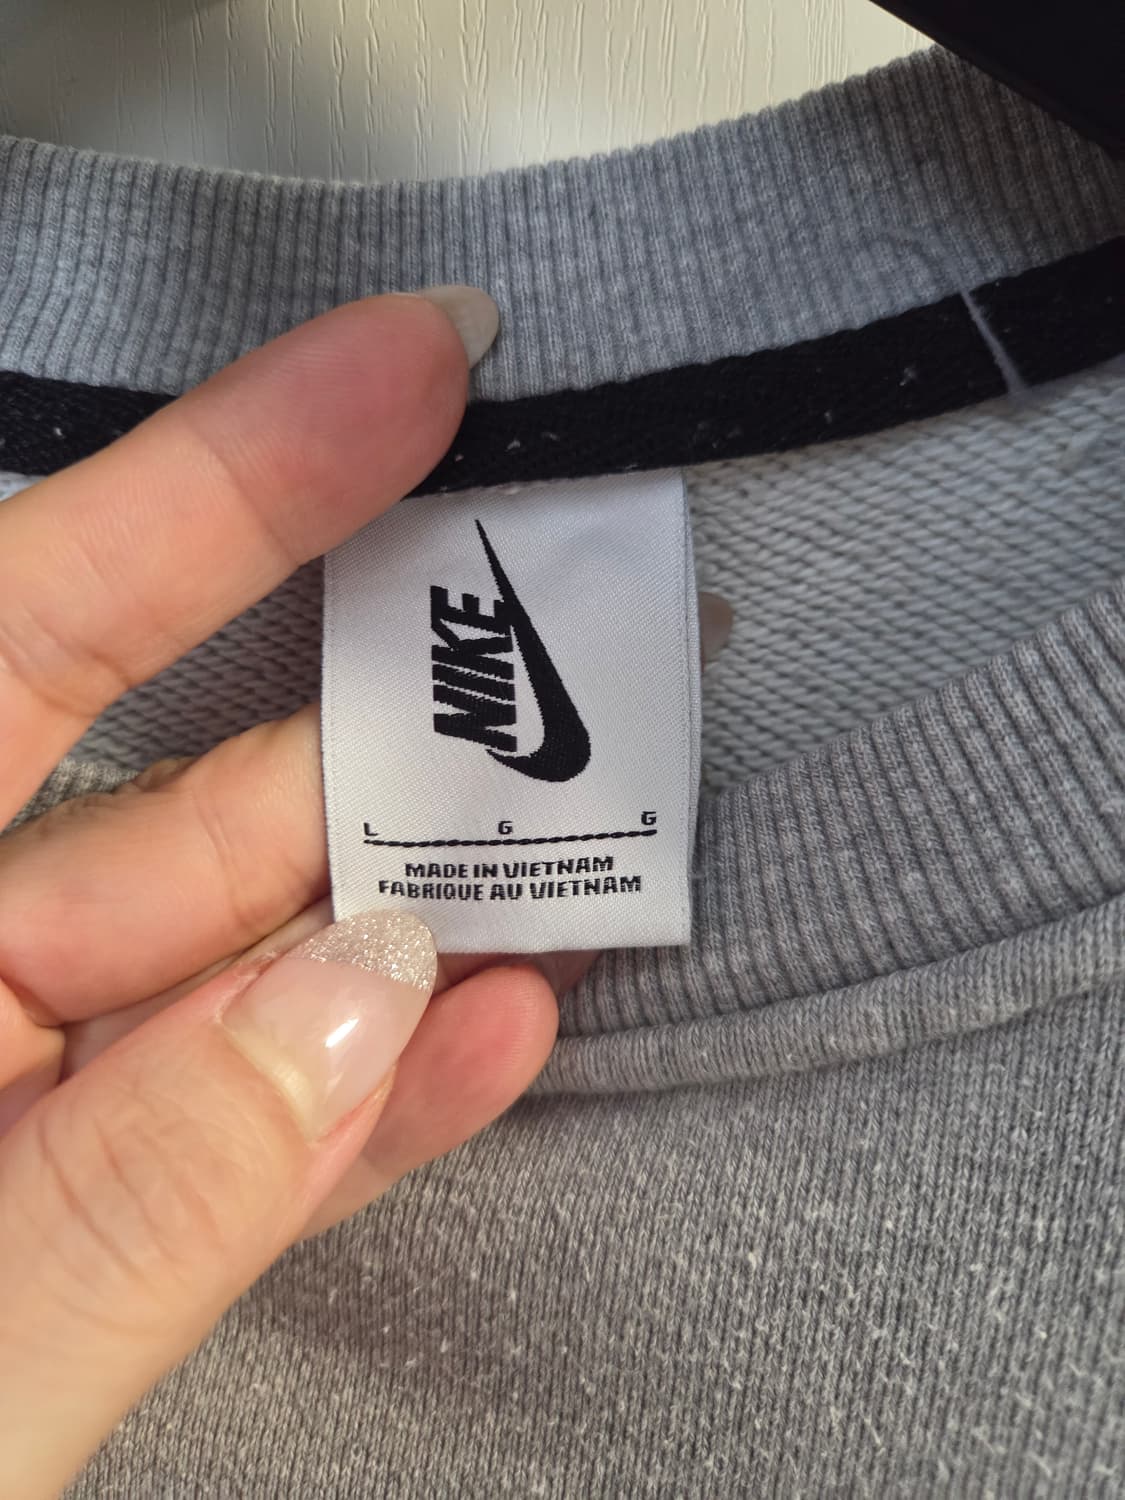 NIKE
L G G
MADE IN VIETNAM
FABRIQUE AU VIETNAM